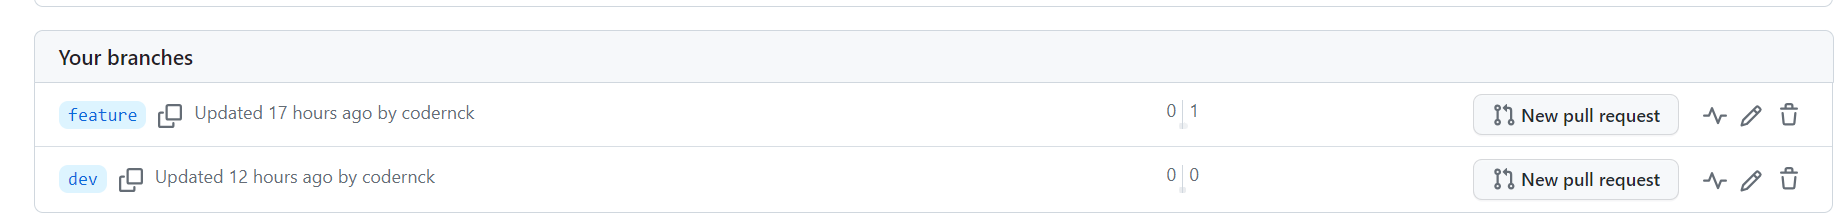 Your branches
feature Updated 17 hours ago by codernck 0 1 New pull request
dev Updated 12 hours ago by codernck 0 0 New pull request